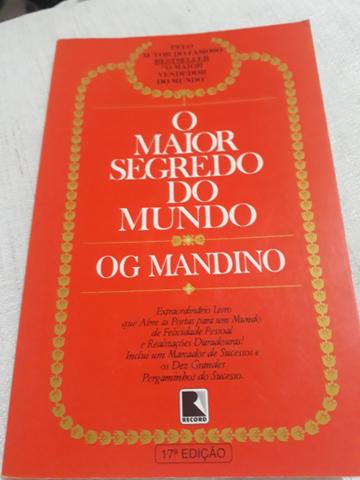 PELO
AUTOR DO FAMOSO
BESTSELLER
"O MAIOR
VENDEDOR
DO MUNDO"
O
MAIOR
SEGREDO
DO
MUNDO
OG MANDINO
Extraordinário Livro
que Abre as Portas para um Mundo
de Felicidade Pessoal
e Realizações Duradouras!
Inclui um Marcador de Sucessos e
os Dez Grandes
Pergaminhos do Sucesso.
R
RECORD
17ª EDIÇÃO